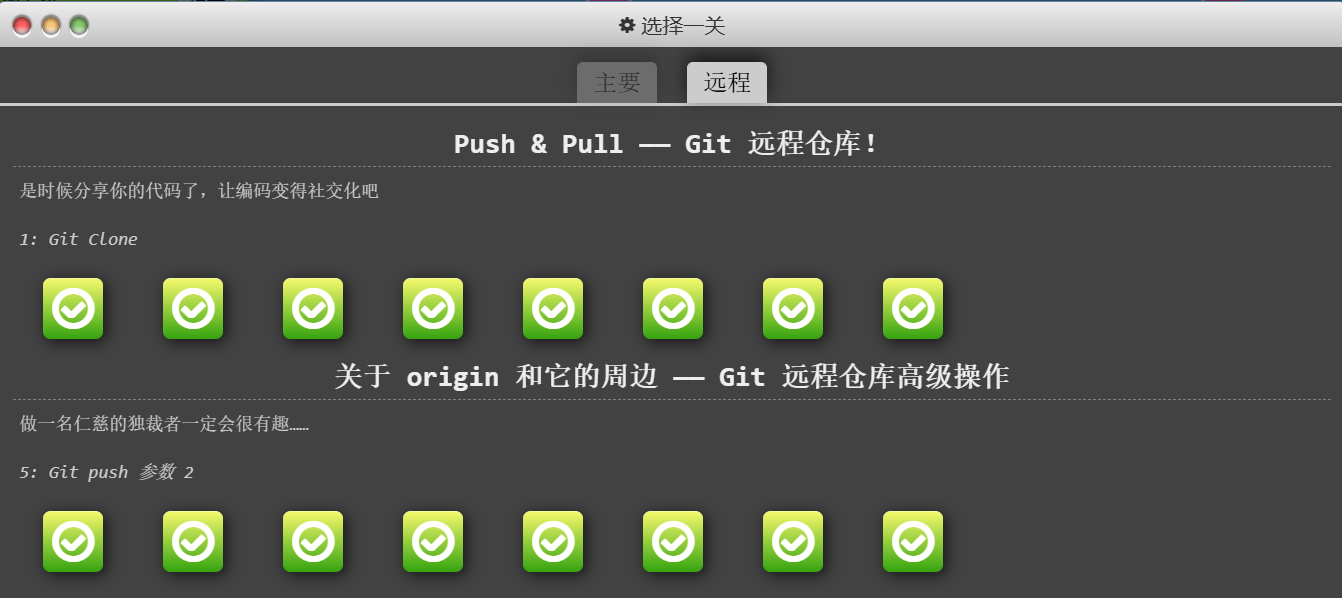 选择一关
主要
远程
Push & Pull —— Git 远程仓库！
是时候分享你的代码了，让编码变得社交化吧
1: Git Clone
关于 origin 和它的周边 —— Git 远程仓库高级操作
做一名仁慈的独裁者一定会很有趣……
5: Git push 参数 2